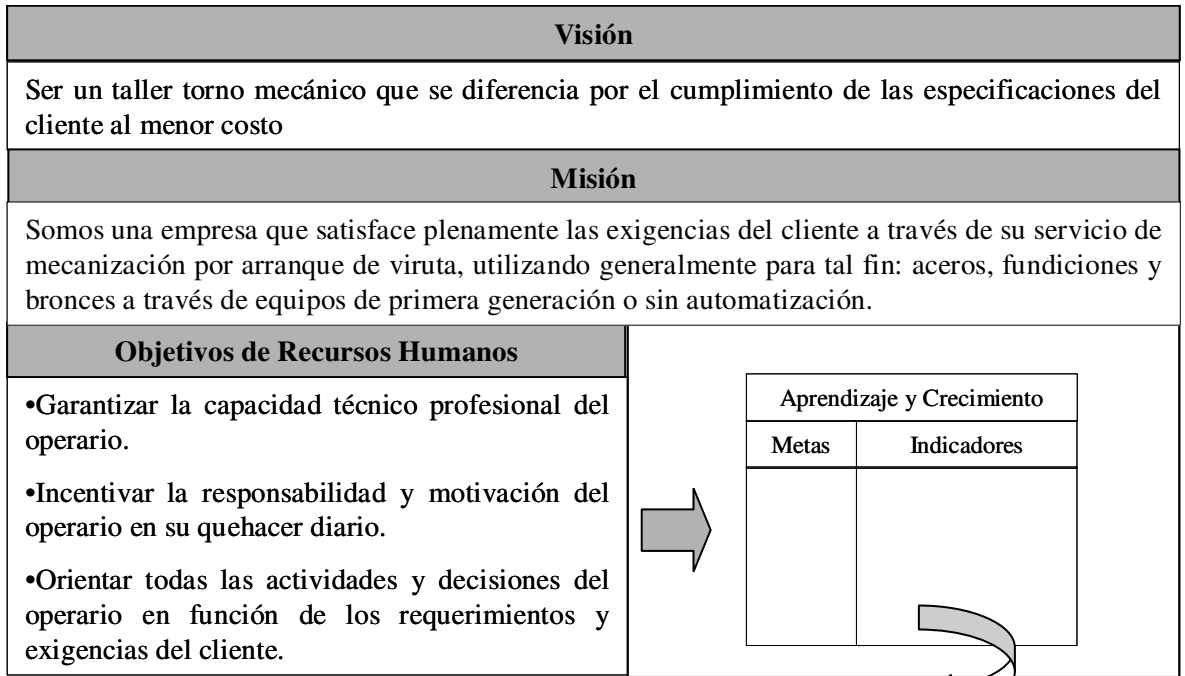 Visión
Ser un taller torno mecánico que se diferencia por el cumplimiento de las especificaciones del
cliente al menor costo
Misión
Somos una empresa que satisface plenamente las exigencias del cliente a través de su servicio de
mecanización por arranque de viruta, utilizando generalmente para tal fin: aceros, fundiciones y
bronces a través de equipos de primera generación o sin automatización.
Objetivos de Recursos Humanos
•Garantizar la capacidad técnico profesional del
operario.
•Incentivar la responsabilidad y motivación del
operario en su quehacer diario.
•Orientar todas las actividades y decisiones del
operario en función de los requerimientos y
exigencias del cliente.
Aprendizaje y Crecimiento
Metas Indicadores